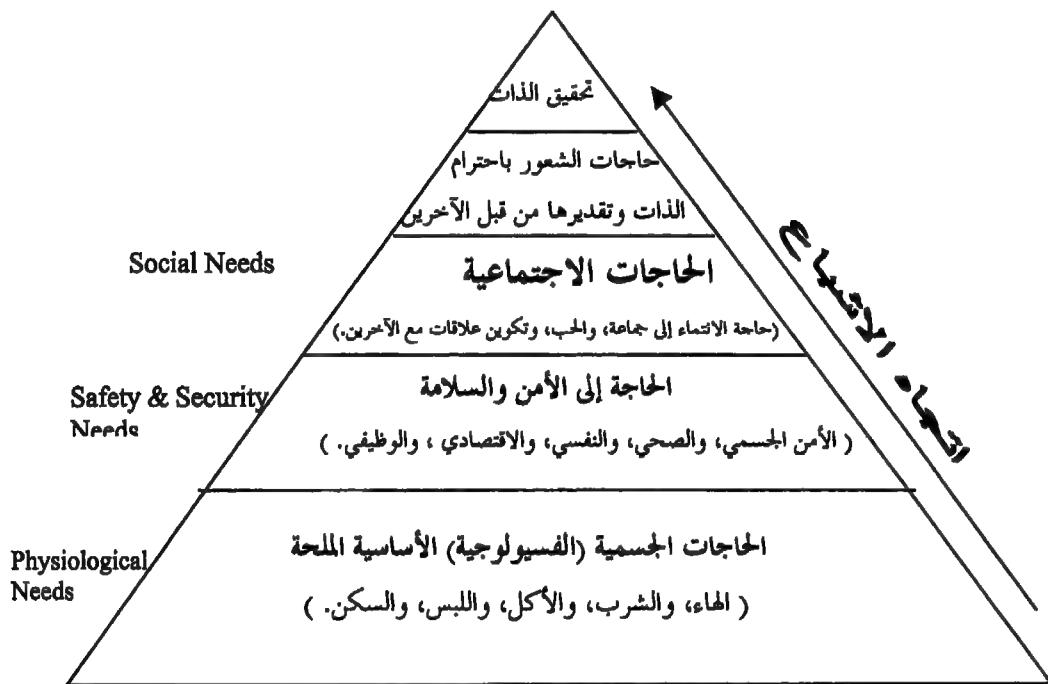 تحقيق الذات
حاجات الشعور باحترام
الذات وتقديرها من قبل الآخرين
Social Needs
الحاجات الاجتماعية
(حاجة الانتماء إلى جماعة، والحب، وتكوين علاقات مع الآخرين.)
Safety & Security
Needs
الحاجة إلى الأمن والسلامة
( الأمن الجسمي، والصحي، والنفسي، والاقتصادي ، والوظيفي. )
Physiological
Needs
الحاجات الجسمية (الفسيولوجية) الأساسية الملحة
( الهاء، والشرب، والأكل، واللبس، والسكن. )
اتجاه الاشباع